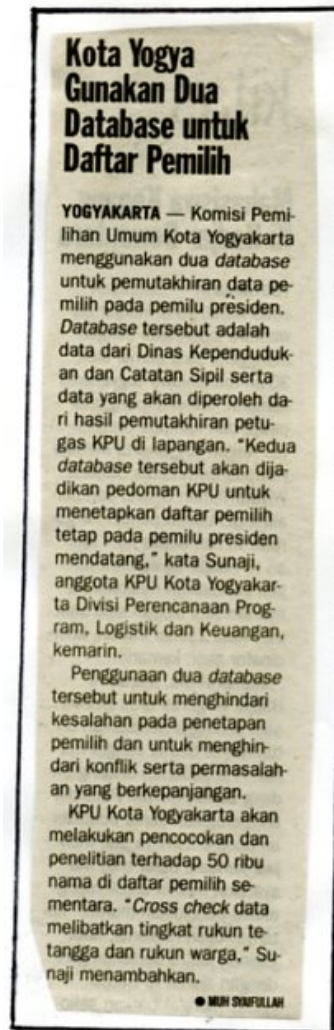 Kota Yogya
Gunakan Dua
Database untuk
Daftar Pemilih
YOGYAKARTA — Komisi Pemi-
lihan Umum Kota Yogyakarta
menggunakan dua database
untuk pemutakhiran data pe-
milih pada pemilu presiden.
Database tersebut adalah
data dari Dinas Kependuduk-
an dan Catatan Sipil serta
data yang akan diperoleh da-
ri hasil pemutakhiran petu-
gas KPU di lapangan. “Kedua
database tersebut akan dija-
dikan pedoman KPU untuk
menetapkan daftar pemilih
tetap pada pemilu presiden
mendatang,” kata Sunaji,
anggota KPU Kota Yogyakar-
ta Divisi Perencanaan Prog-
ram, Logistik dan Keuangan,
kemarin.
Penggunaan dua database
tersebut untuk menghindari
kesalahan pada penetapan
pemilih dan untuk menghin-
dari konflik serta permasalah-
an yang berkepanjangan.
KPU Kota Yogyakarta akan
melakukan pencocokan dan
penelitian terhadap 50 ribu
nama di daftar pemilih se-
mentara. “Cross check data
melibatkan tingkat rukun te-
tangga dan rukun warga,” Su-
naji menambahkan.
● MUH SYAIFULLAH